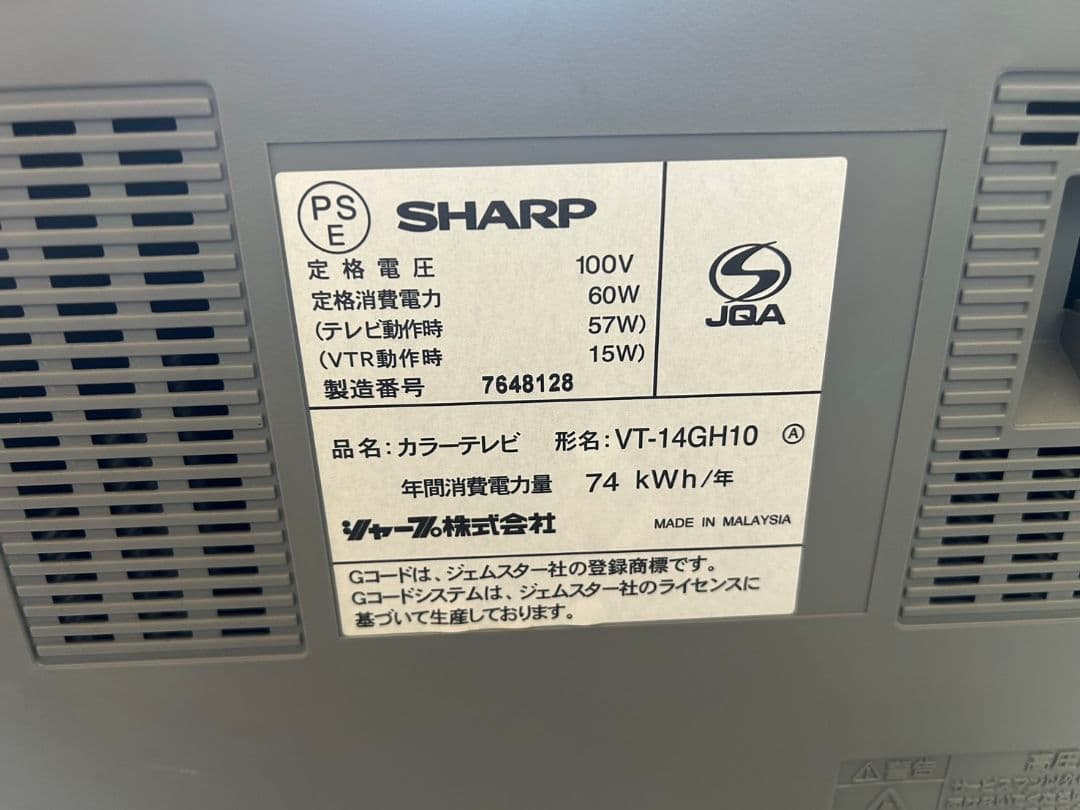 PS
E
SHARP
定格電圧 100V
定格消費電力 60W
(テレビ動作時 57W)
(VTR動作時 15W)
製造番号 7648128
JQA
品名:カラーテレビ 形名:VT-14GH10 Ⓐ
年間消費電力量 74 kWh/年
シャープ株式会社 MADE IN MALAYSIA
Gコードは、ジェムスター社の登録商標です。
Gコードシステムは、ジェムスター社のライセンスに
基づいて生産しております。
警告
高圧